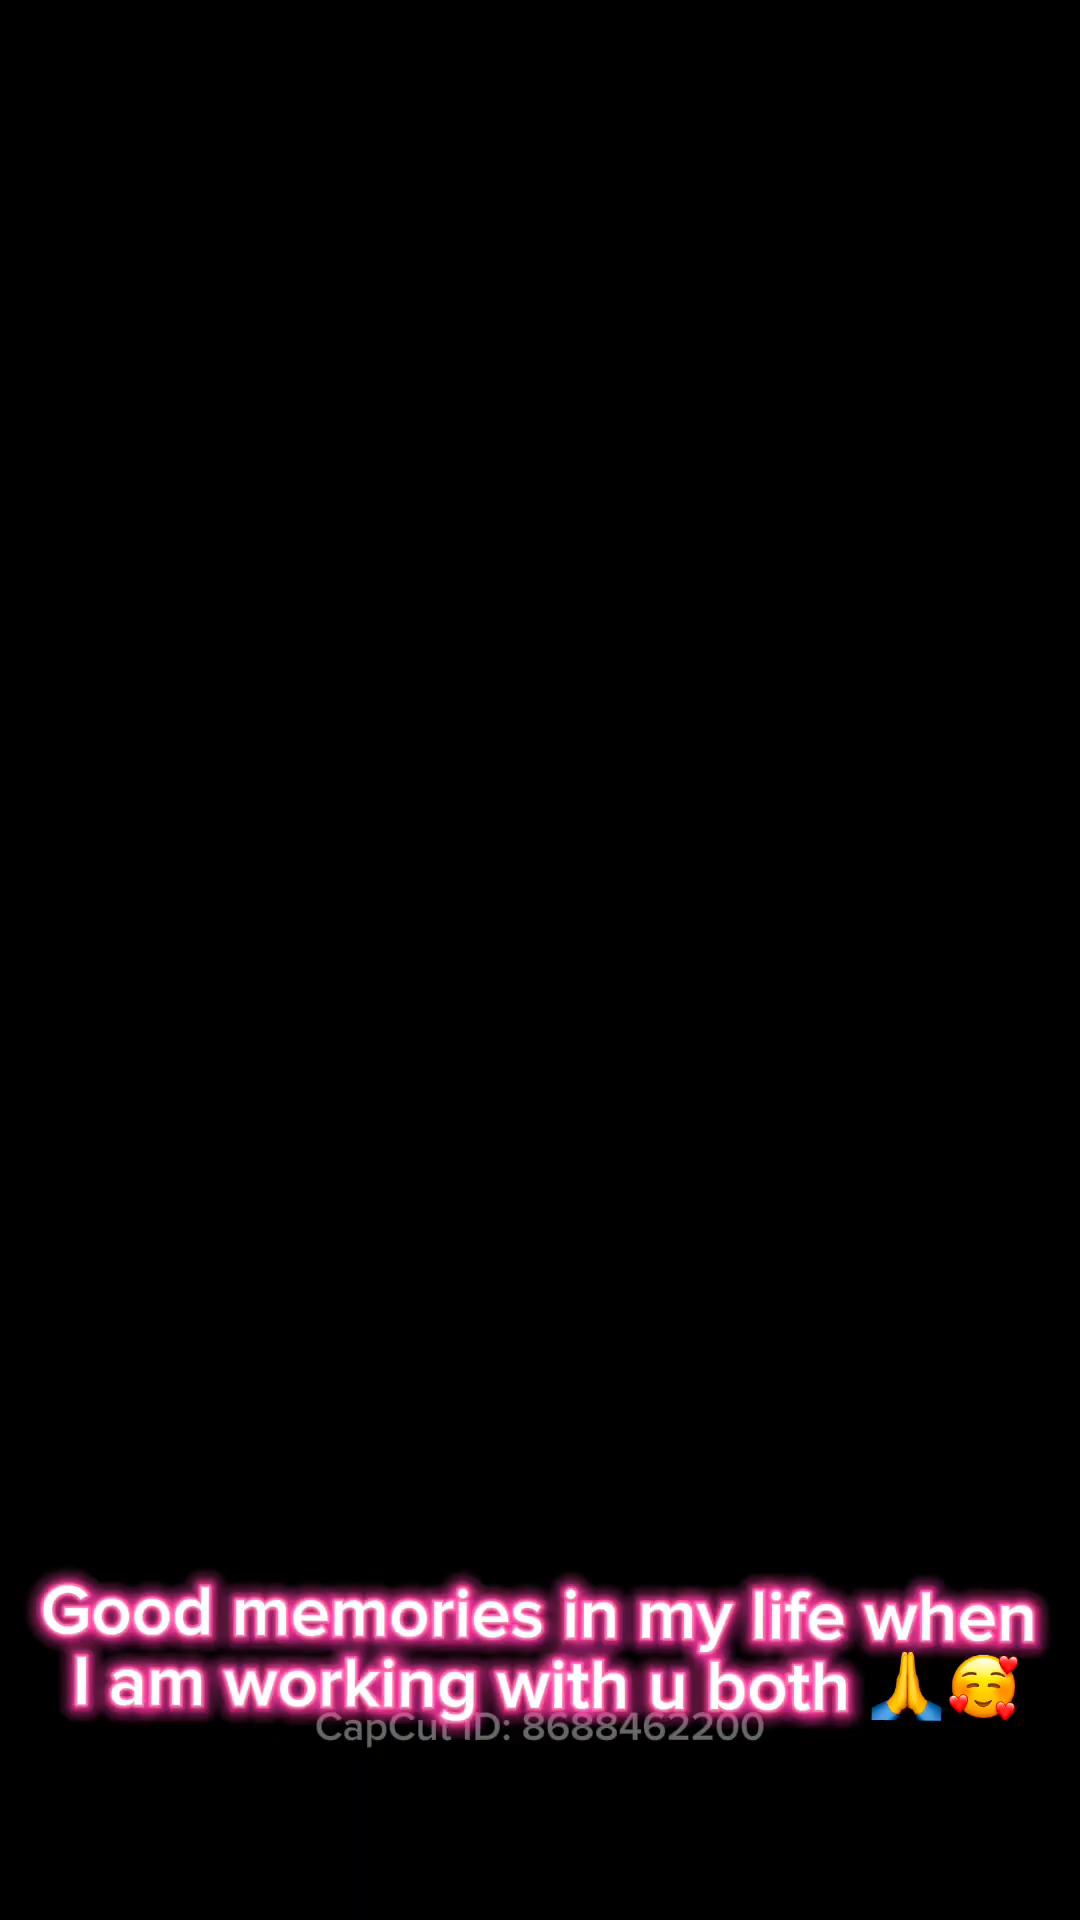 Good memories in my life when
I am working with u both 🙏🥰
CapCut ID: 8688462200